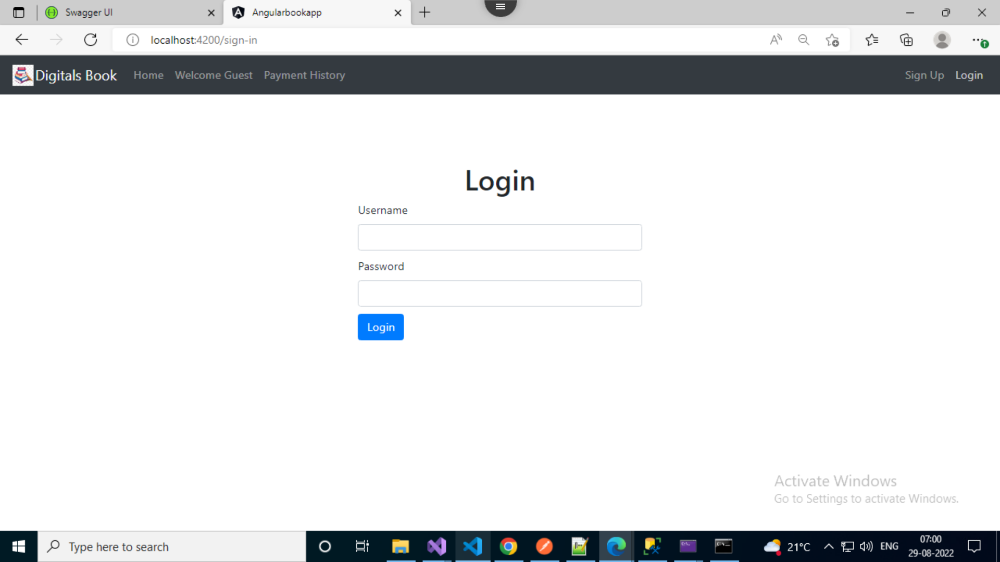 Swagger UI
Angularbookapp
localhost:4200/sign-in
Digitals Book
Home
Welcome Guest
Payment History
Sign Up
Login
Login
Username
Password
Login
Activate Windows
Go to Settings to activate Windows.
Type here to search
21°C
ENG
07:00
29-08-2022